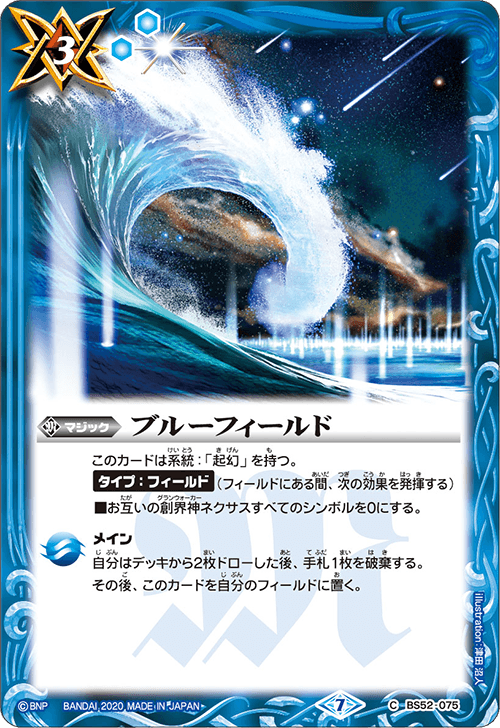 3
マジック ブルーフィールド
このカードは系統:「起幻」を持つ。
タイプ:フィールド(フィールドにある間、次の効果を発揮する)
■お互いの創界神ネクサスすべてのシンボルを0にする。
メイン
自分はデッキから2枚ドローした後、手札1枚を破棄する。
その後、このカードを自分のフィールドに置く。
illustration:津田 沼人
©BNP BANDAI 2020 MADE IN JAPAN 7 C BS52-075